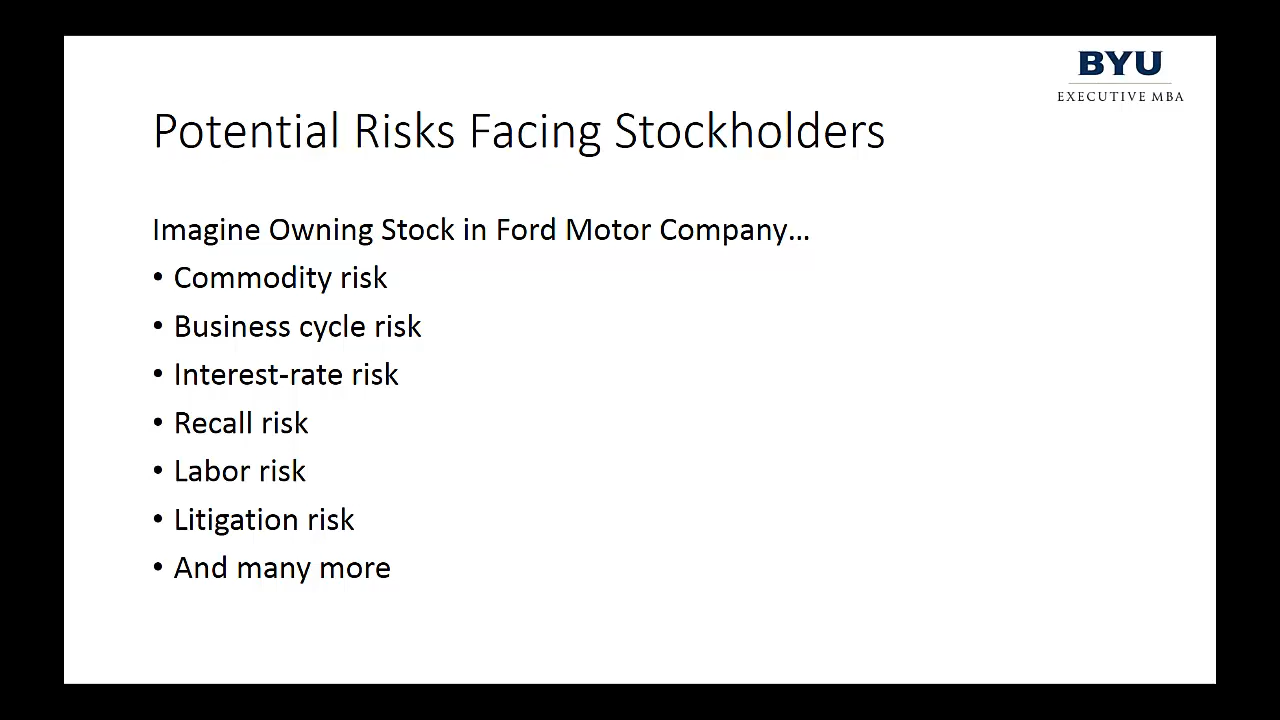 BYU
EXECUTIVE MBA
Potential Risks Facing Stockholders
Imagine Owning Stock in Ford Motor Company…
• Commodity risk
• Business cycle risk
• Interest-rate risk
• Recall risk
• Labor risk
• Litigation risk
• And many more